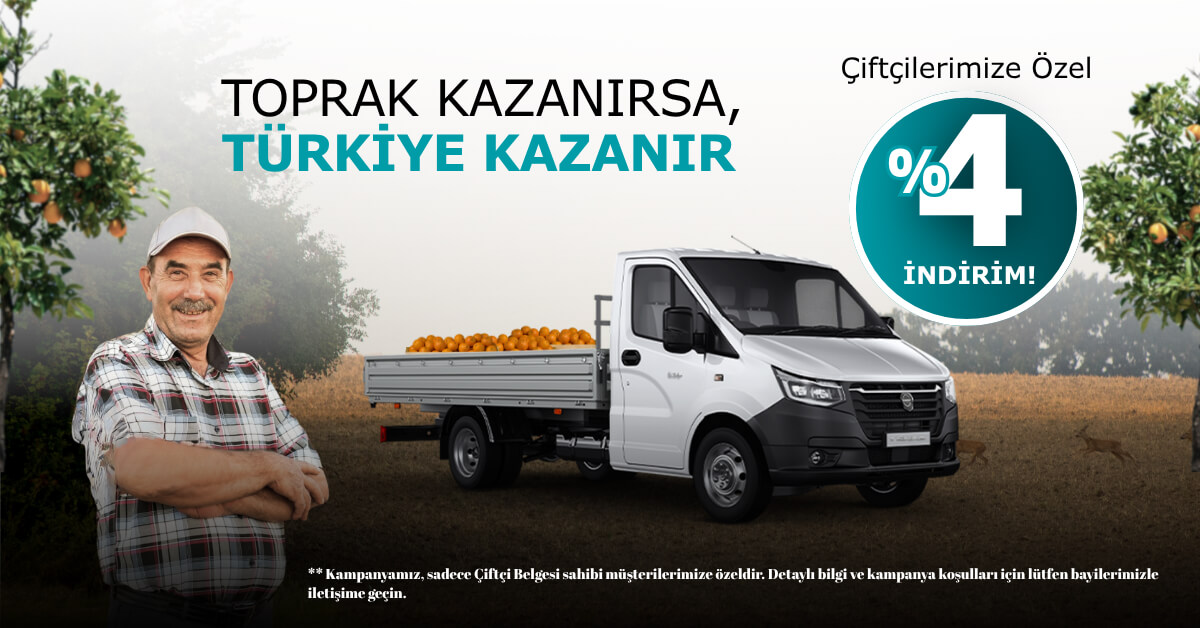 TOPRAK KAZANIRSA,
TÜRKİYE KAZANIR
Çiftçilerimize Özel
%4
İNDİRİM!
** Kampanyamız, sadece Çiftçi Belgesi sahibi müşterilerimize özeldir. Detaylı bilgi ve kampanya koşulları için lütfen bayilerimizle
iletişime geçin.